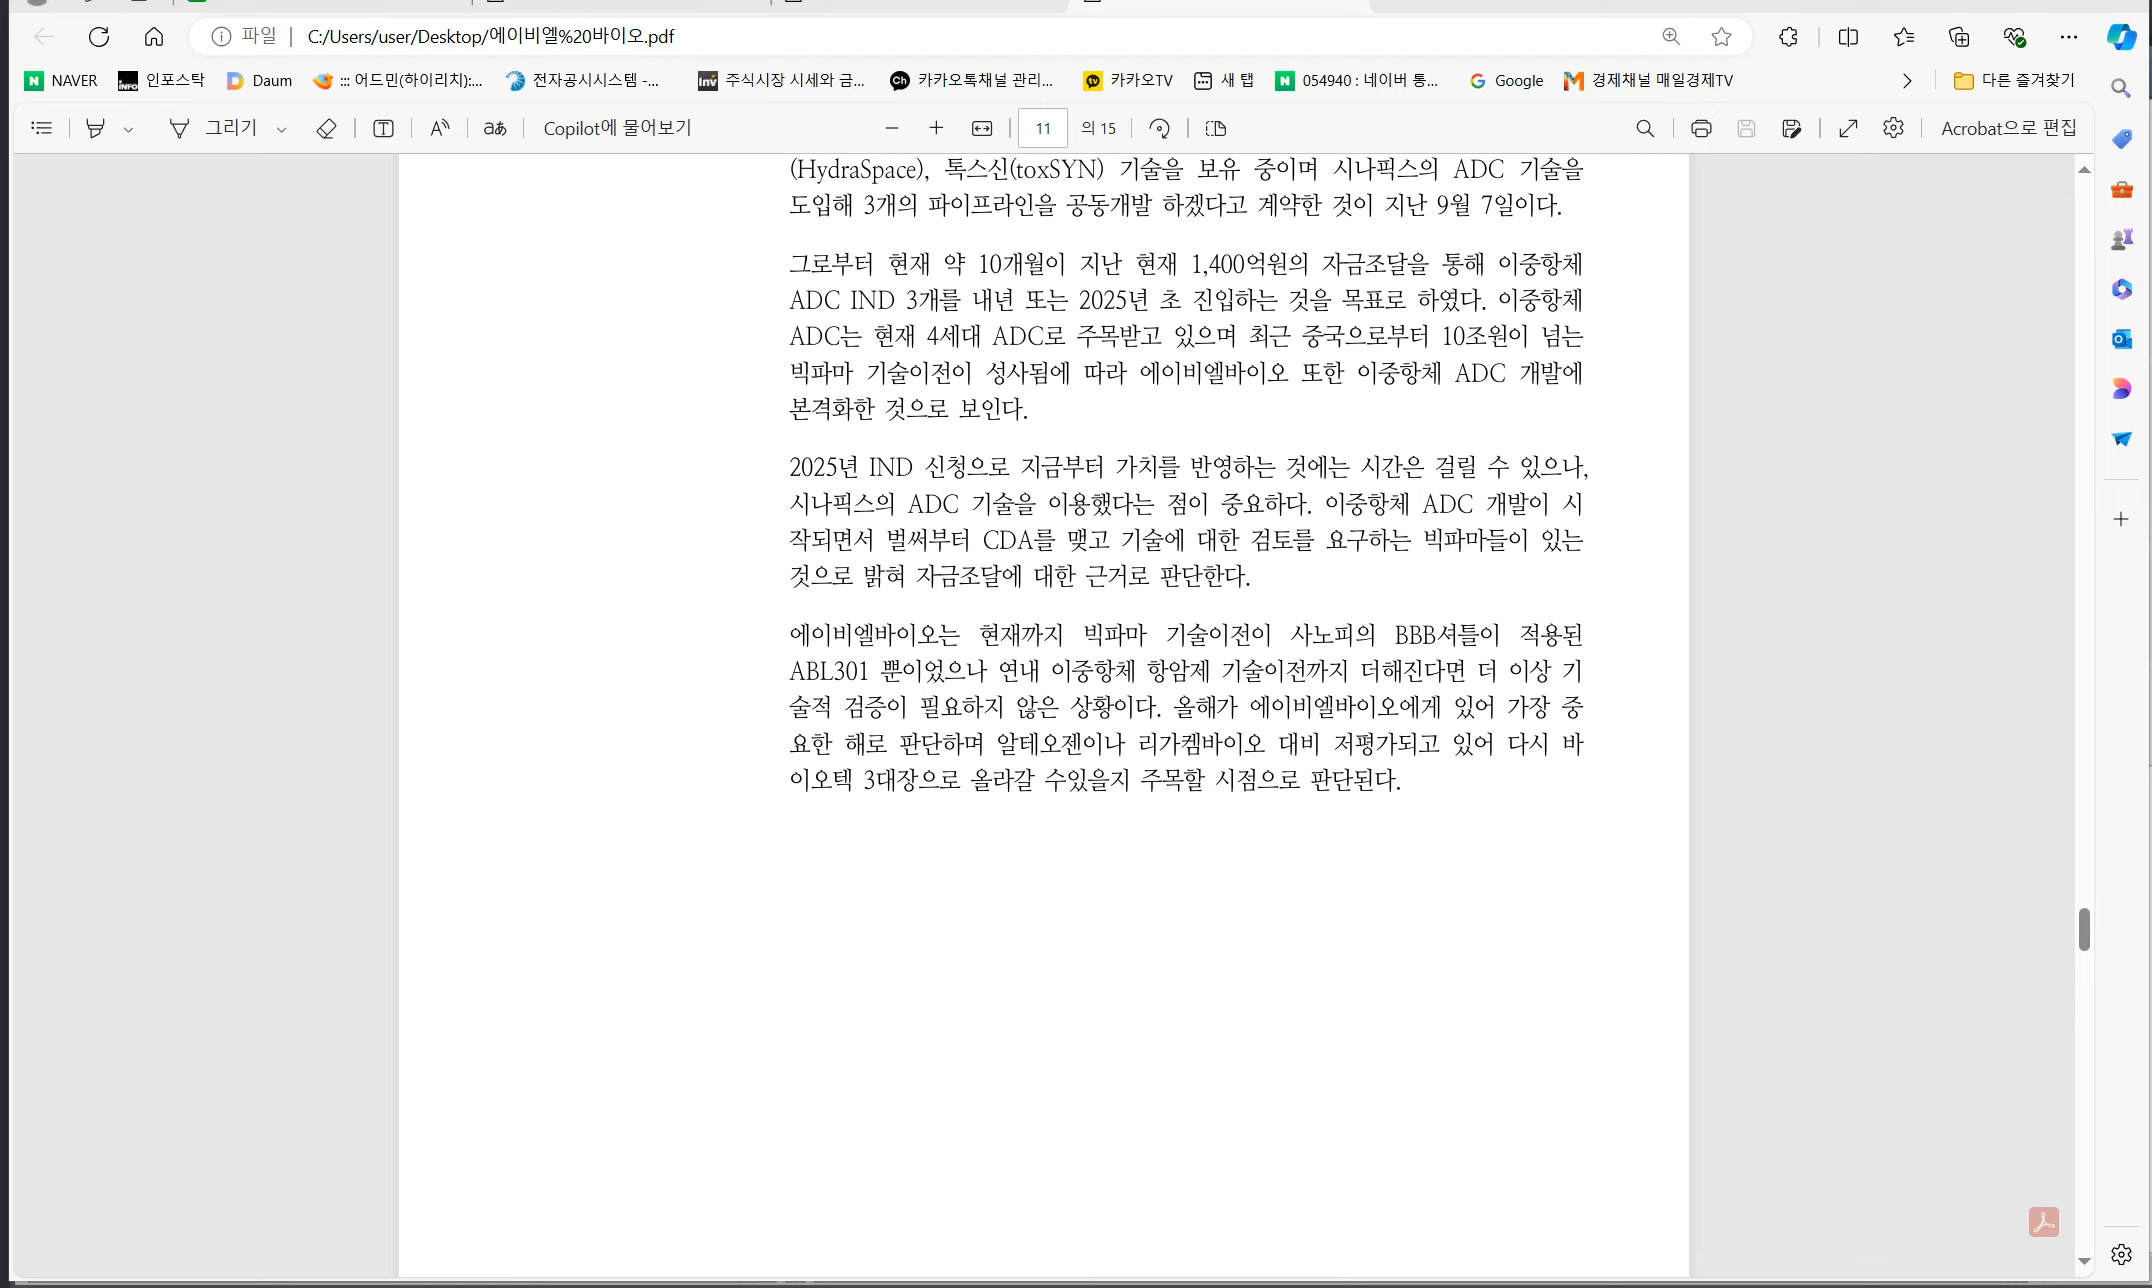 파일
C:/Users/user/Desktop/에이비엘%20바이오.pdf
NAVER
인포스탁
Daum
::: 어드민(하이리치):...
전자공시시스템 -...
주식시장 시세와 금...
카카오톡채널 관리...
카카오TV
새 탭
054940 : 네이버 통...
Google
경제채널 매일경제TV
다른 즐겨찾기
그리기
Copilot에 물어보기
11
의 15
Acrobat으로 편집
(HydraSpace), 톡스신(toxSYN) 기술을 보유 중이며 시나픽스의 ADC 기술을
도입해 3개의 파이프라인을 공동개발 하겠다고 계약한 것이 지난 9월 7일이다.
그로부터 현재 약 10개월이 지난 현재 1,400억원의 자금조달을 통해 이중항체
ADC IND 3개를 내년 또는 2025년 초 진입하는 것을 목표로 하였다. 이중항체
ADC는 현재 4세대 ADC로 주목받고 있으며 최근 중국으로부터 10조원이 넘는
빅파마 기술이전이 성사됨에 따라 에이비엘바이오 또한 이중항체 ADC 개발에
본격화한 것으로 보인다.
2025년 IND 신청으로 지금부터 가치를 반영하는 것에는 시간은 걸릴 수 있으나,
시나픽스의 ADC 기술을 이용했다는 점이 중요하다. 이중항체 ADC 개발이 시
작되면서 벌써부터 CDA를 맺고 기술에 대한 검토를 요구하는 빅파마들이 있는
것으로 밝혀 자금조달에 대한 근거로 판단한다.
에이비엘바이오는 현재까지 빅파마 기술이전이 사노피의 BBB셔틀이 적용된
ABL301 뿐이었으나 연내 이중항체 항암제 기술이전까지 더해진다면 더 이상 기
술적 검증이 필요하지 않은 상황이다. 올해가 에이비엘바이오에게 있어 가장 중
요한 해로 판단하며 알테오젠이나 리가켐바이오 대비 저평가되고 있어 다시 바
이오텍 3대장으로 올라갈 수있을지 주목할 시점으로 판단된다.